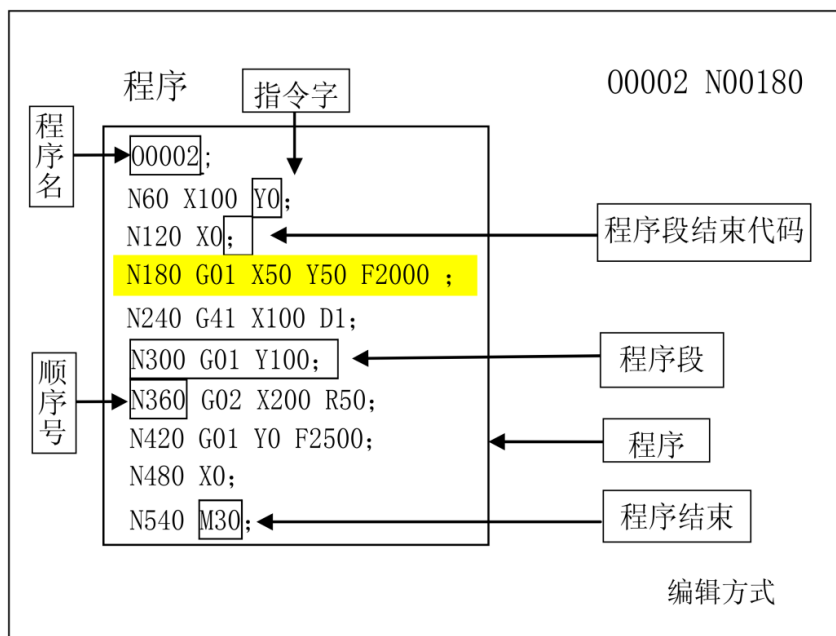 程序
O0002 N00180
指令字
程序名
O0002;
N60 X100 Y0;
N120 X0;
程序段结束代码
N180 G01 X50 Y50 F2000 ;
N240 G41 X100 D1;
N300 G01 Y100;
程序段
顺序号
N360 G02 X200 R50;
N420 G01 Y0 F2500;
程序
N480 X0;
N540 M30;
程序结束
编辑方式